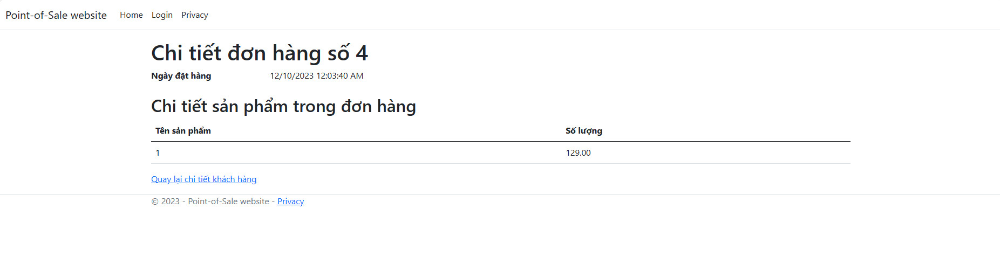 Point-of-Sale website Home Login Privacy
Chi tiết đơn hàng số 4
Ngày đặt hàng 12/10/2023 12:03:40 AM
Chi tiết sản phẩm trong đơn hàng
Tên sản phẩm Số lượng
1 129.00
Quay lại chi tiết khách hàng
© 2023 - Point-of-Sale website - Privacy